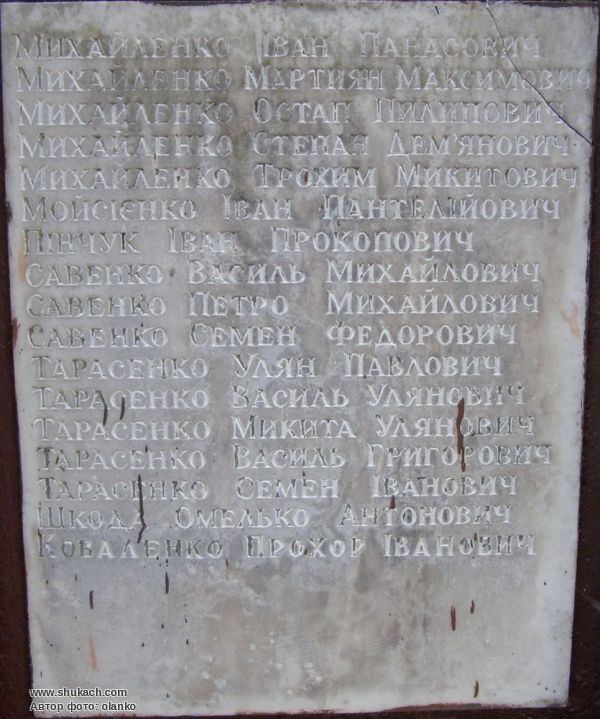 Михайленко Іван Панасович
Михайленко Мартиян Максимович
Михайленко Остап Пилипович
Михайленко Степан Дем'янович
Михайленко Трохим Микитович
Мойсієнко Іван Пантелійович
Пінчук Іван Прокопович
Савенко Василь Михайлович
Савенко Петро Михайлович
Савенко Семен Федорович
Тарасенко Улян Павлович
Тарасенко Василь Улянович
Тарасенко Микита Улянович
Тарасенко Василь Григорович
Тарасенко Семен Іванович
Шкода Омелько Антонович
Коваленко Прохор Іванович
www.shukach.com
Автор фото: olanko